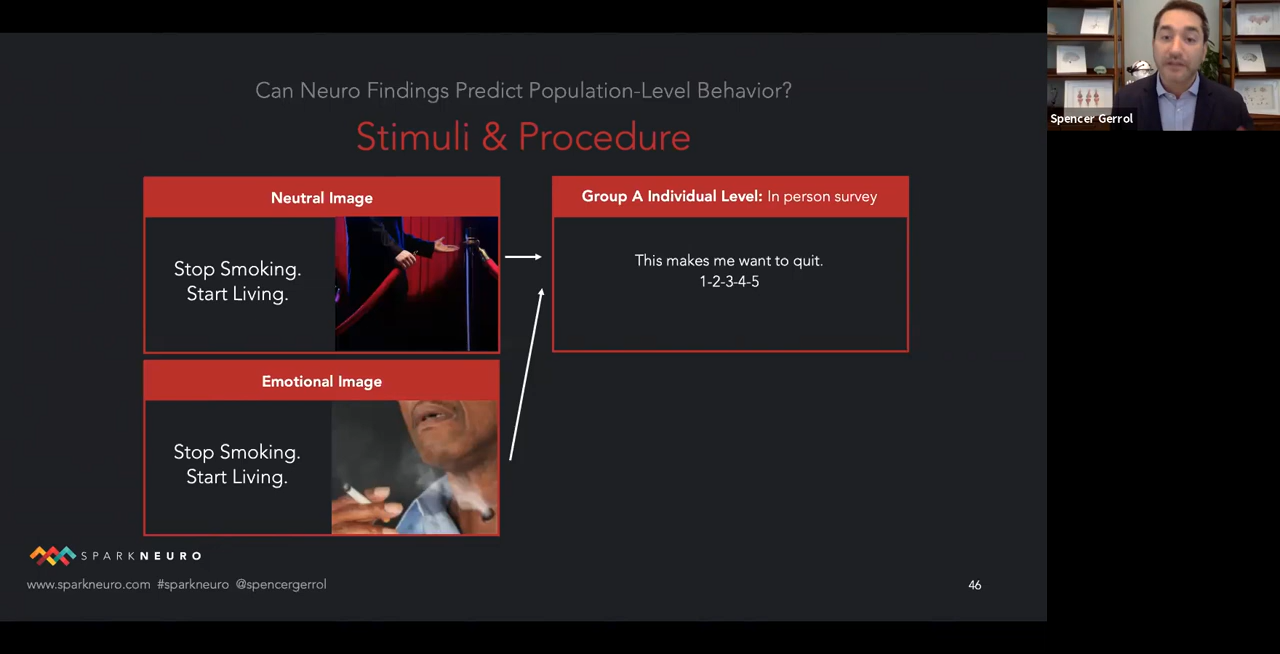 Can Neuro Findings Predict Population-Level Behavior?
Stimuli & Procedure
Neutral Image
Stop Smoking.
Start Living.
Emotional Image
Stop Smoking.
Start Living.
Group A Individual Level: In person survey
This makes me want to quit.
1-2-3-4-5
SPARKNEURO
www.sparkneuro.com #sparkneuro @spencergerrol
46
Spencer Gerrol